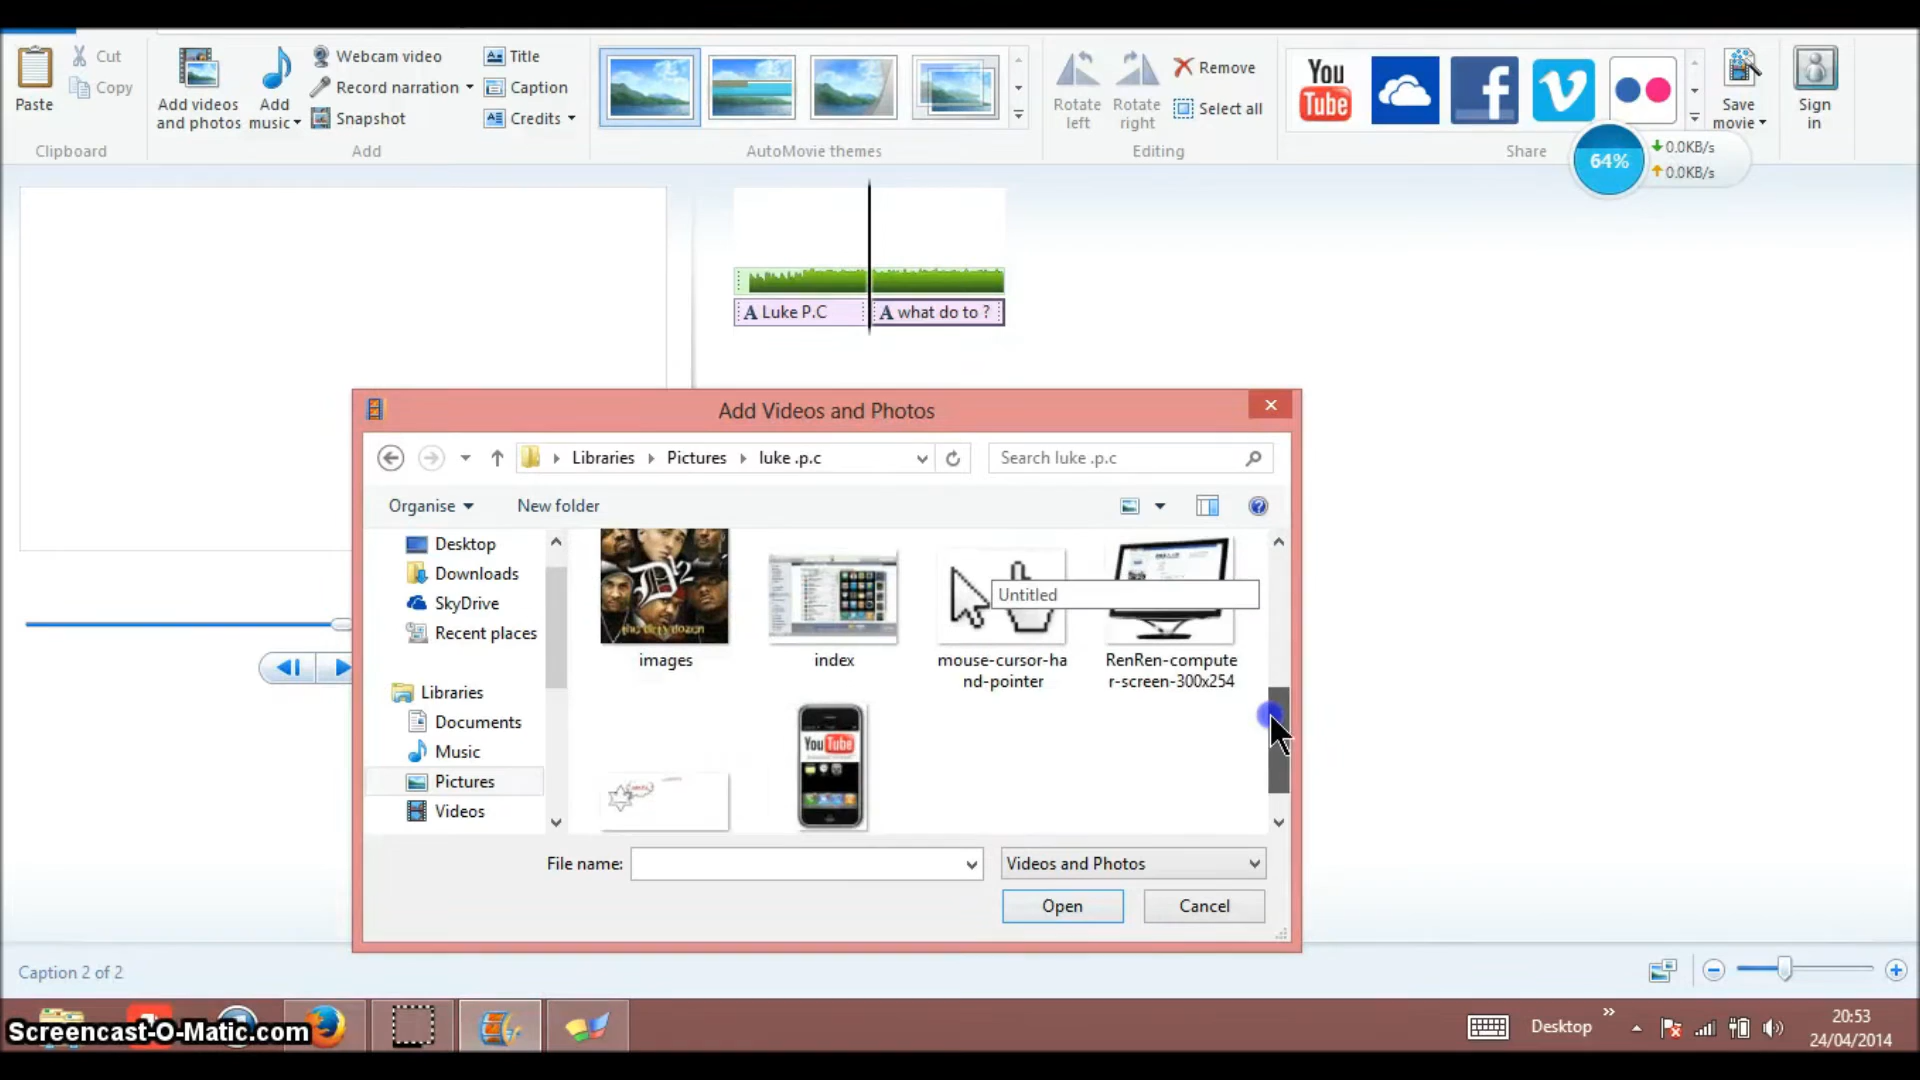 Paste
Cut
Copy
Clipboard
Add videos
and photos
Add
music
Webcam video
Record narration
Snapshot
Title
Caption
Credits
Add
AutoMovie themes
Rotate
left
Rotate
right
Remove
Select all
Editing
You
Tube
f
v
Share
Save
movie
Sign
in
64%
0.0KB/s
0.0KB/s
A Luke P.C
A what do to ?
Add Videos and Photos
Libraries
Pictures
luke .p.c
Search luke .p.c
Organise
New folder
Desktop
Downloads
SkyDrive
Recent places
Libraries
Documents
Music
Pictures
Videos
D2
the dirty dozen
images
index
mouse-cursor-ha
nd-pointer
Untitled
RenRen-compute
r-screen-300x254
YouTube
File name:
Videos and Photos
Open
Cancel
Caption 2 of 2
Screencast-O-Matic.com
Desktop
20:53
24/04/2014